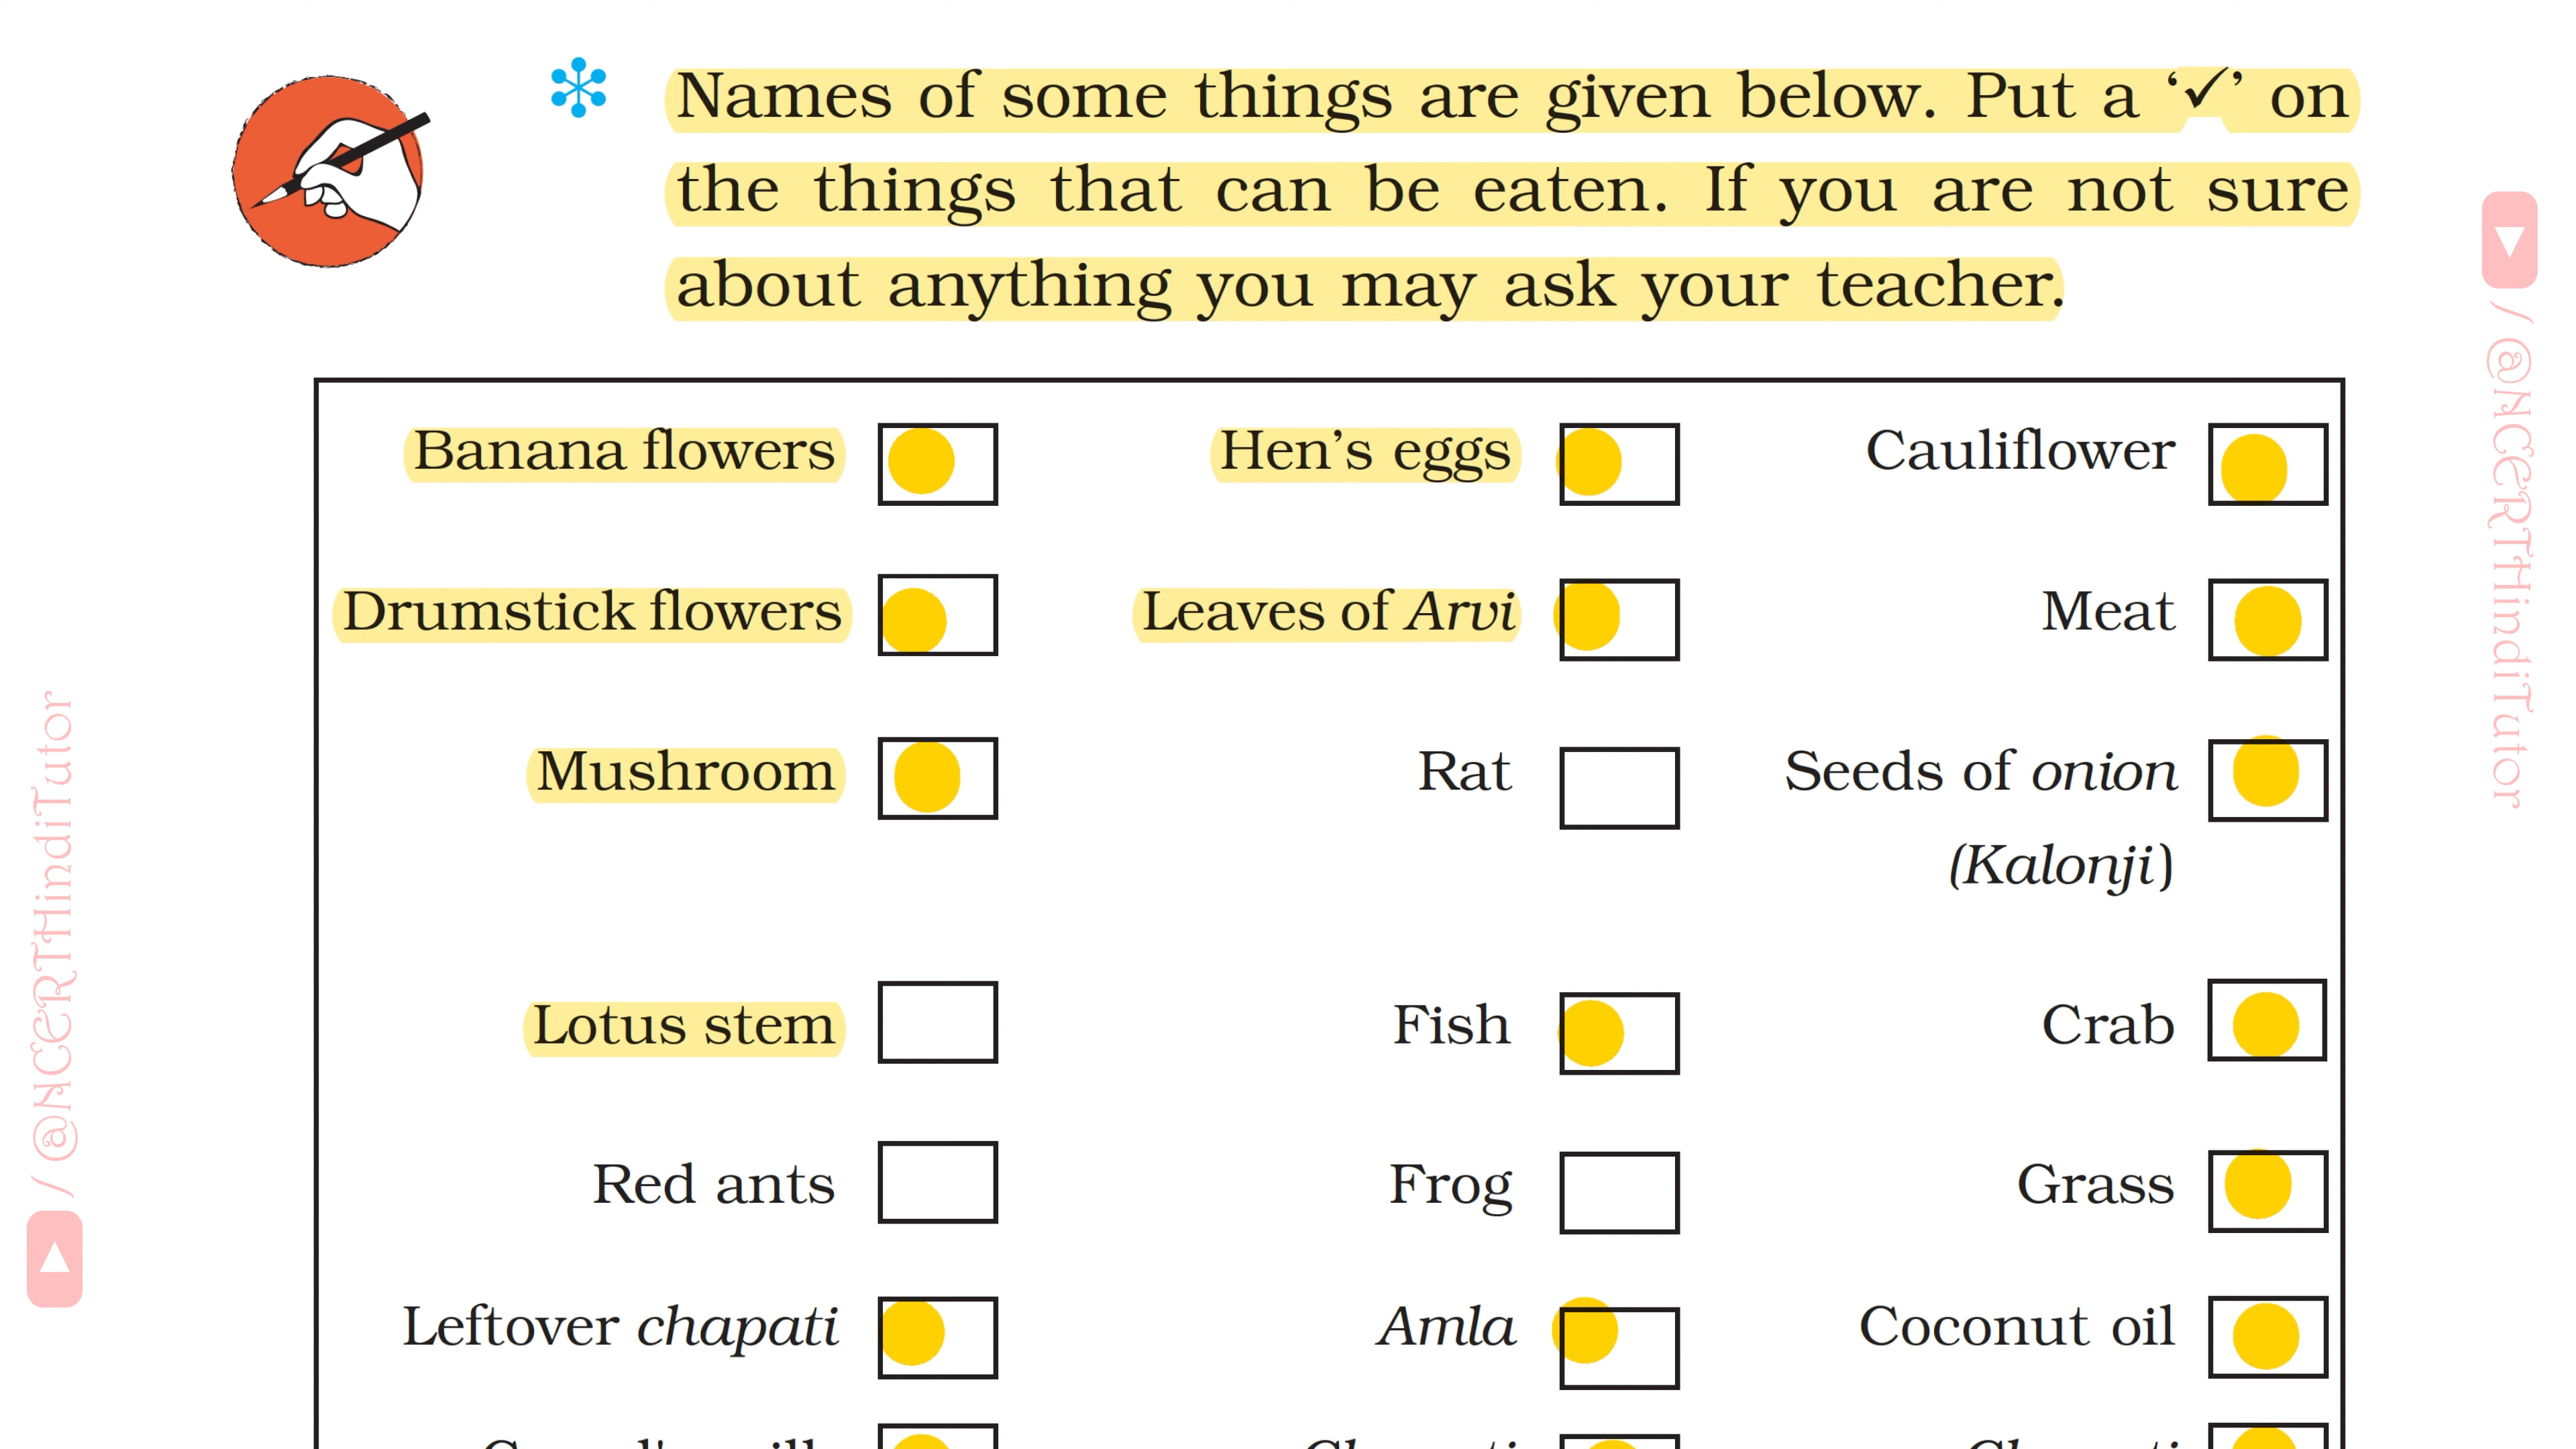 Names of some things are given below. Put a ‘✓’ on
the things that can be eaten. If you are not sure
about anything you may ask your teacher.
Banana flowers Hen’s eggs Cauliflower
Drumstick flowers Leaves of Arvi Meat
Mushroom Rat Seeds of onion
(Kalonji)
Lotus stem Fish Crab
Red ants Frog Grass
Leftover chapati Amla Coconut oil
/ @NCERTHindiTutor
/ @NCERTHindiTutor